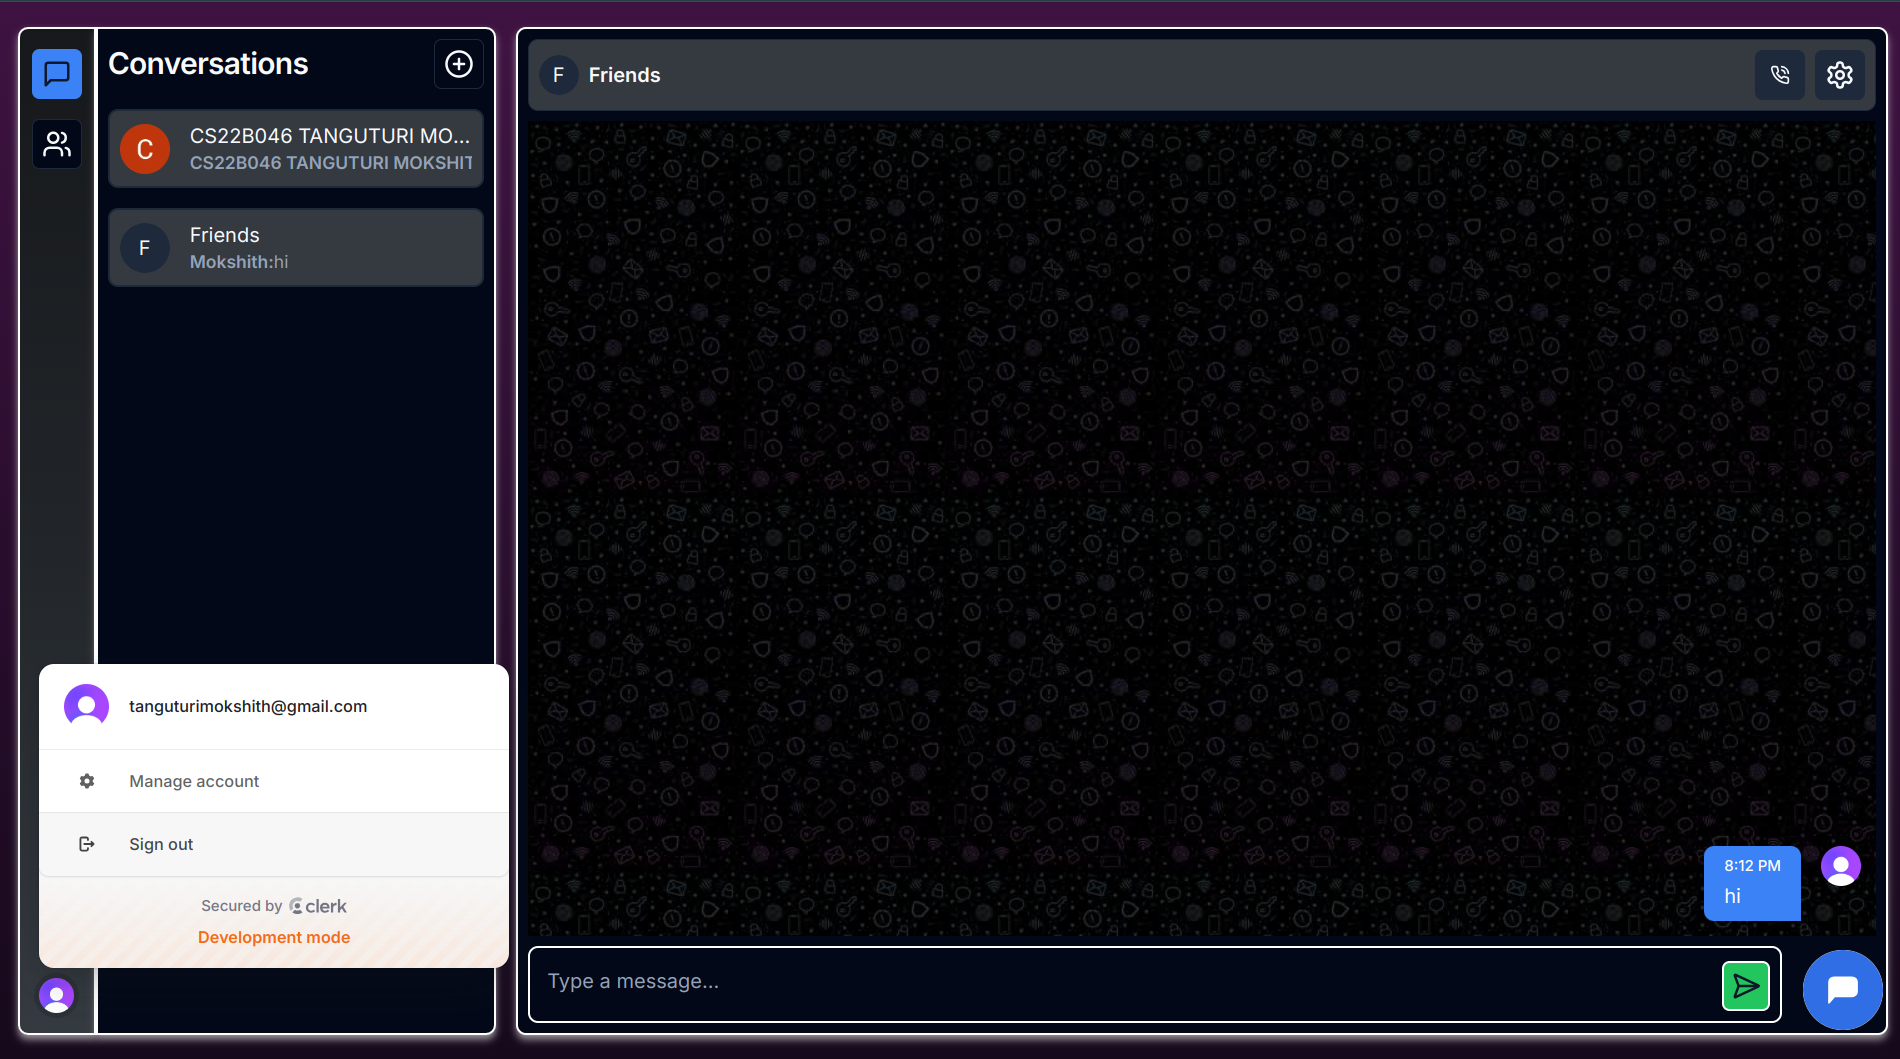 Conversations
C
CS22B046 TANGUTURI MO...
CS22B046 TANGUTURI MOKSHIT
F
Friends
Mokshith:hi
tanguturimokshith@gmail.com
Manage account
Sign out
Secured by clerk
Development mode
F
Friends
8:12 PM
hi
Type a message...